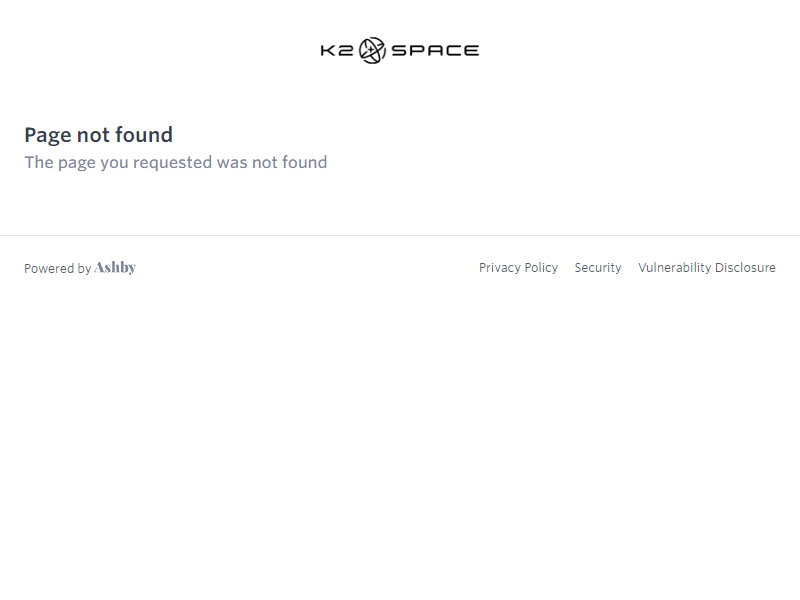 K2 SPACE
Page not found
The page you requested was not found
Powered by Ashby
Privacy Policy Security Vulnerability Disclosure